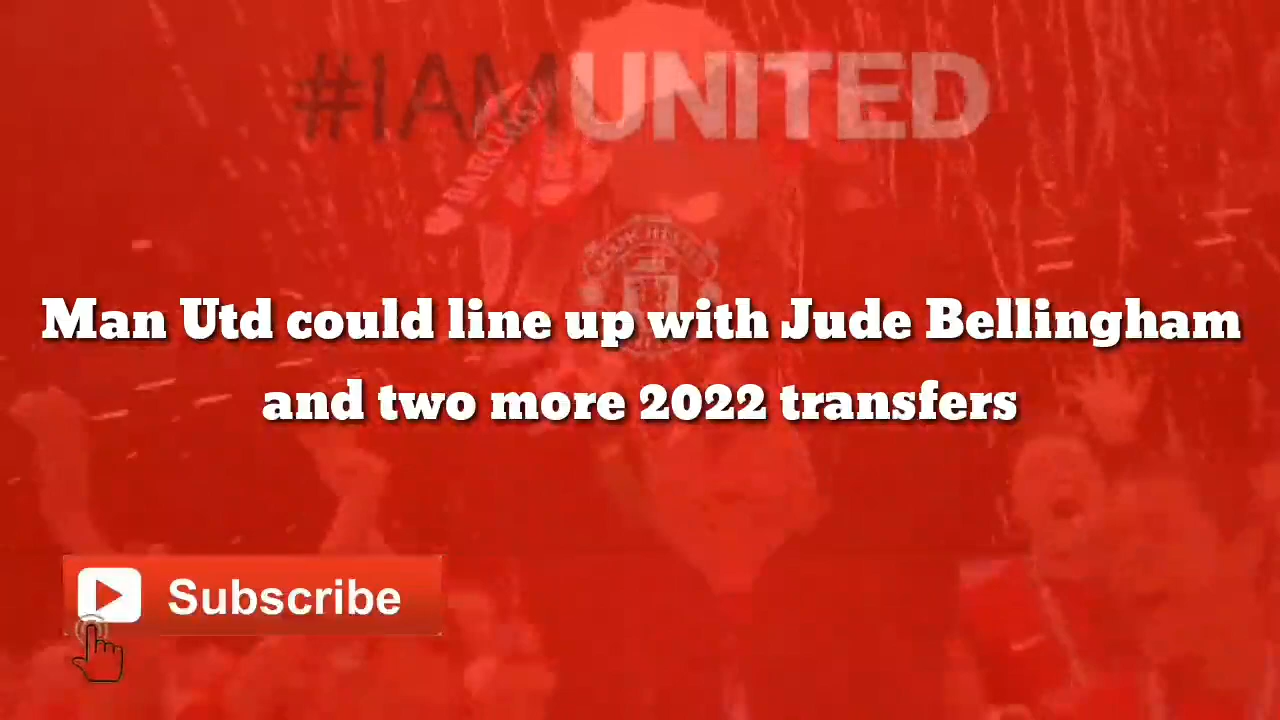 #IAMUNITED
Man Utd could line up with Jude Bellingham
and two more 2022 transfers
Subscribe